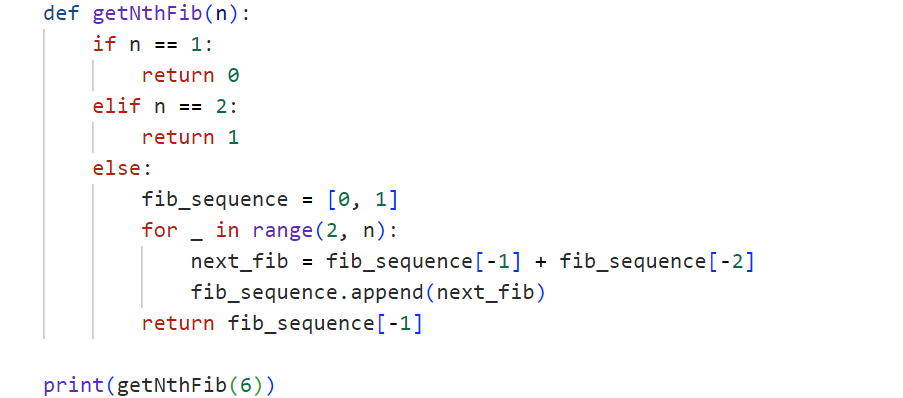 def getNthFib(n):
    if n == 1:
        return 0
    elif n == 2:
        return 1
    else:
        fib_sequence = [0, 1]
        for _ in range(2, n):
            next_fib = fib_sequence[-1] + fib_sequence[-2]
            fib_sequence.append(next_fib)
        return fib_sequence[-1]

print(getNthFib(6))